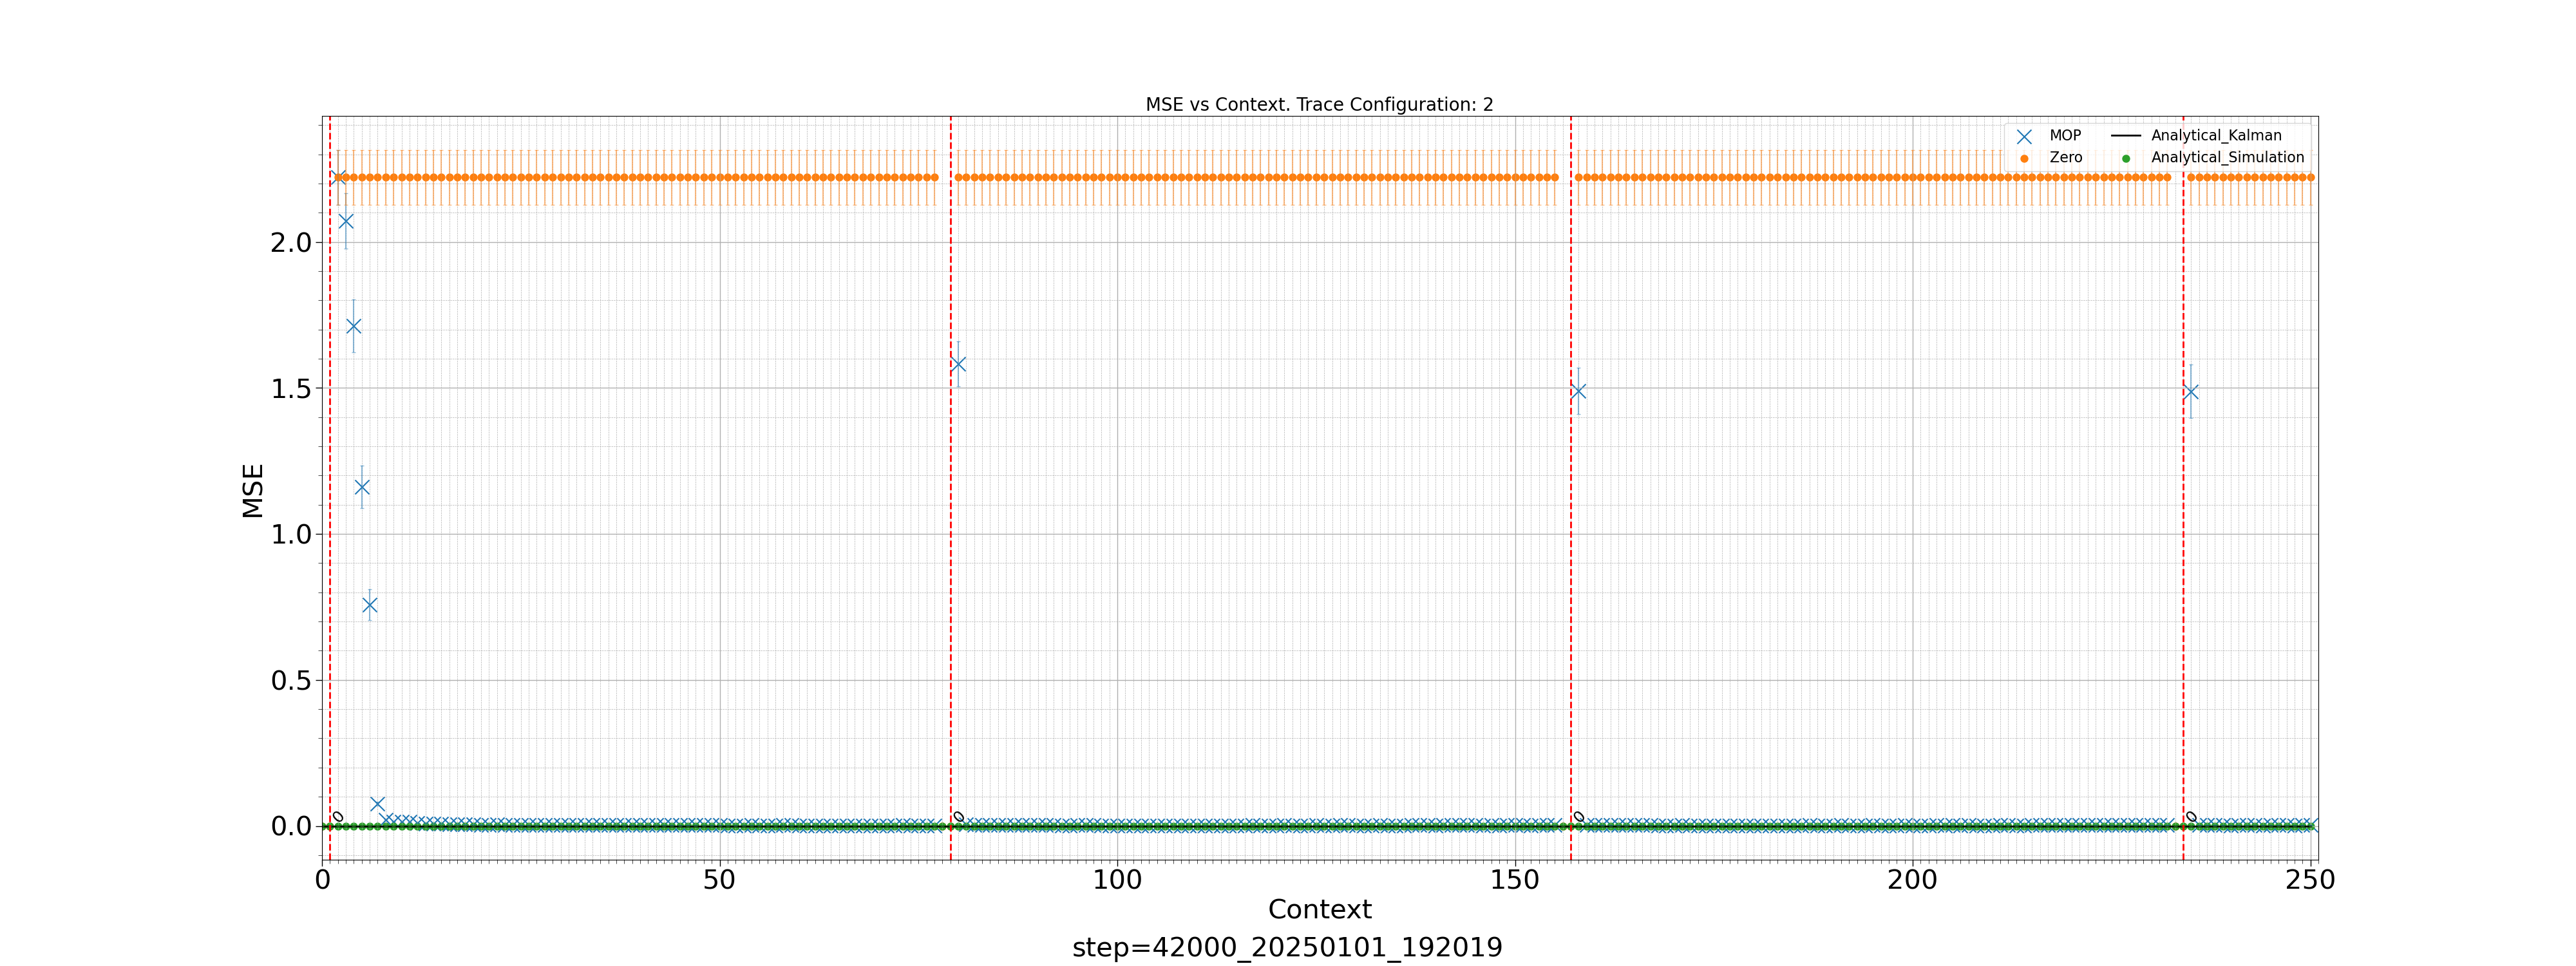 MSE vs Context. Trace Configuration: 2
MOP
Zero
Analytical_Kalman
Analytical_Simulation
MSE
2.0
1.5
1.0
0.5
0.0
0
0
0
0
0
50
100
150
200
250
Context
step=42000_20250101_192019